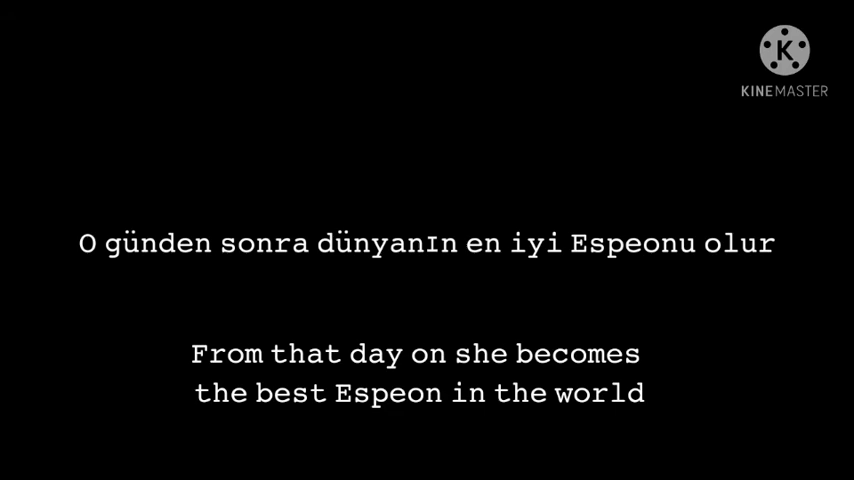 KINEMASTER
O günden sonra dünyanın en iyi Espeonu olur
From that day on she becomes
the best Espeon in the world